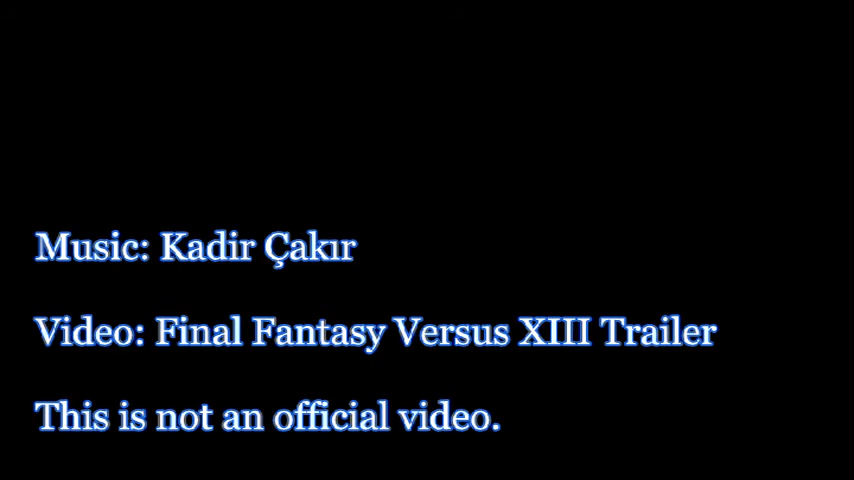 Music: Kadir Çakır
Video: Final Fantasy Versus XIII Trailer
This is not an official video.